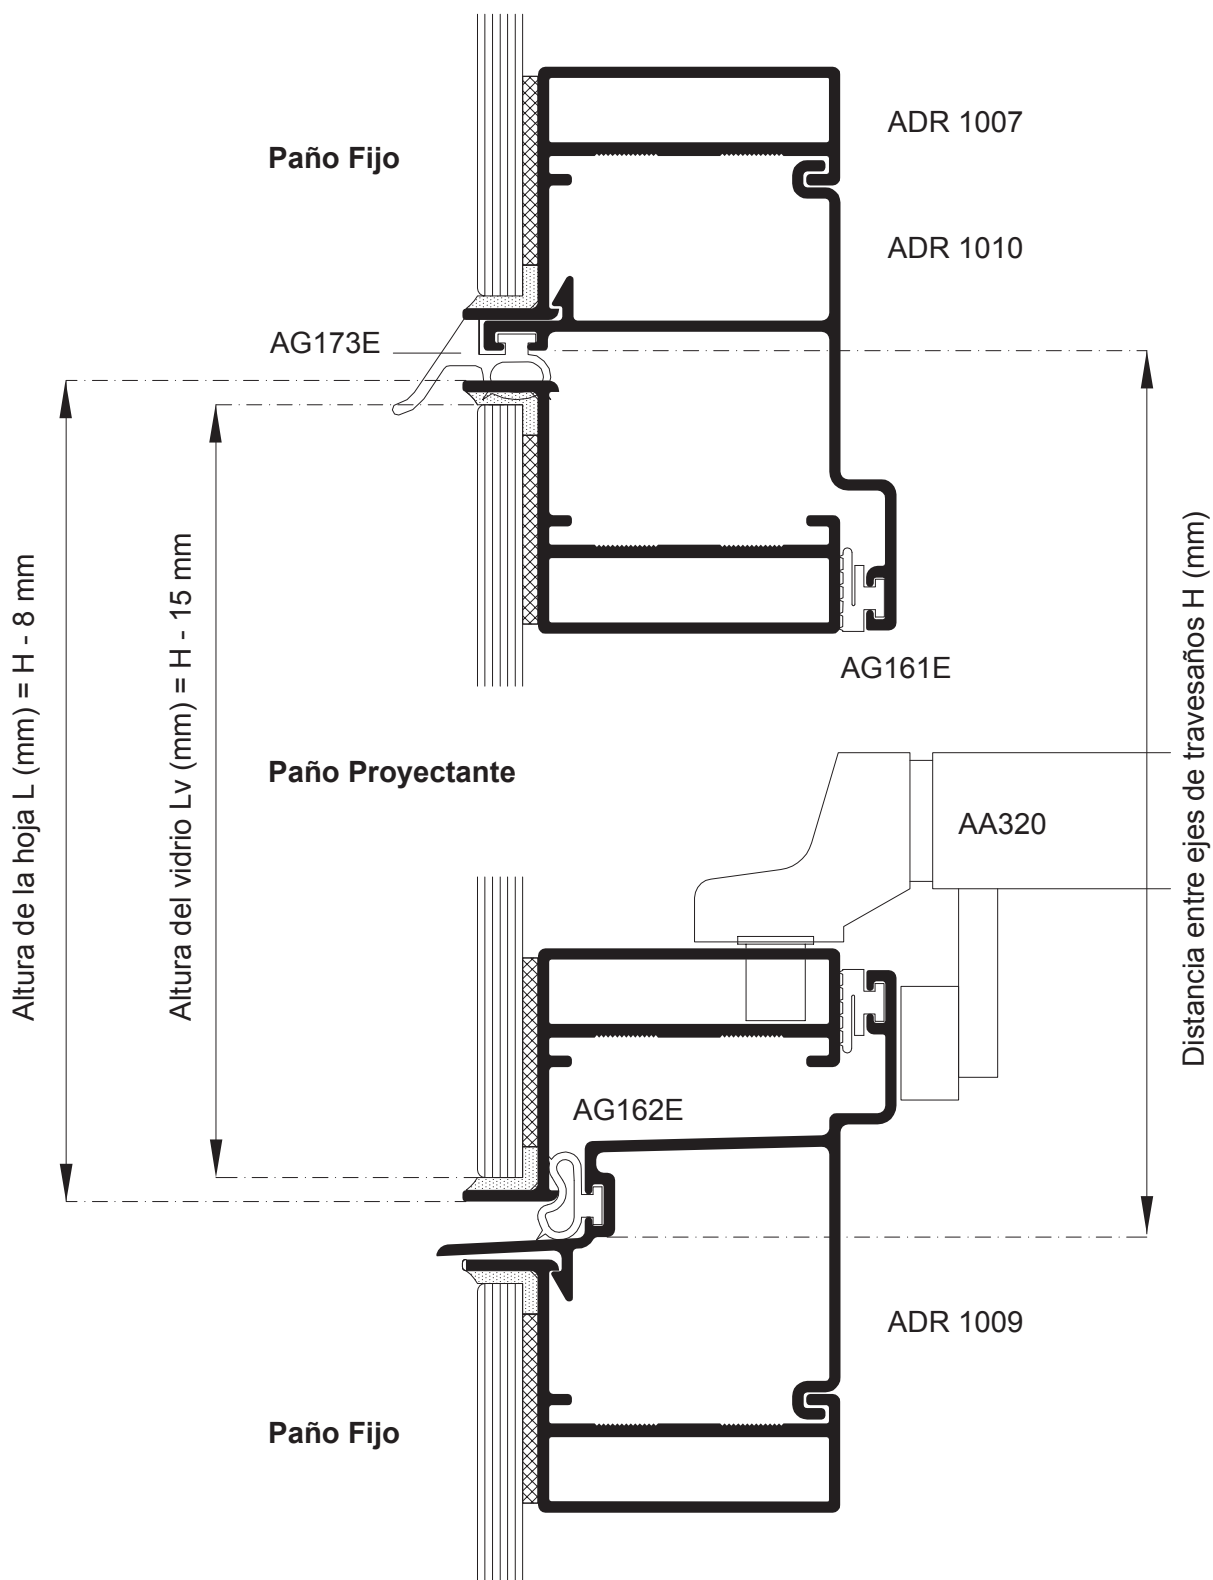 ADR 1007
Paño Fijo
ADR 1010
AG173E
Altura de la hoja L (mm) = H - 8 mm
Altura del vidrio Lv (mm) = H - 15 mm
Distancia entre ejes de travesaños H (mm)
AG161E
Paño Proyectante
AA320
AG162E
ADR 1009
Paño Fijo